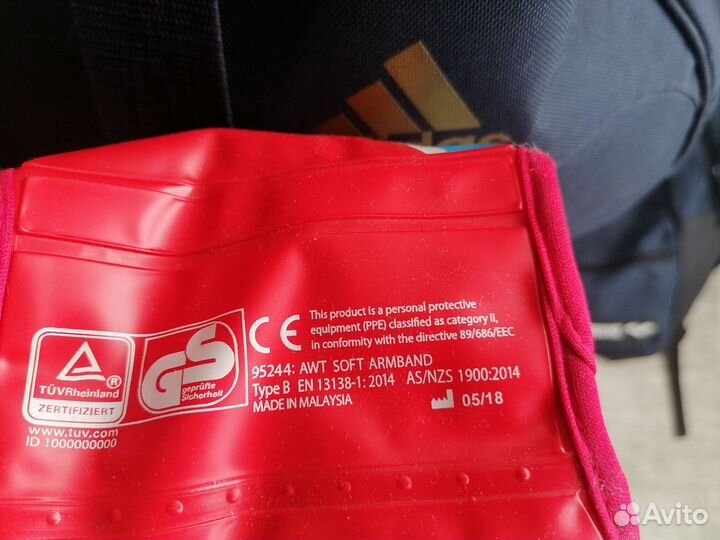 This product is a personal protective
equipment (PPE) classified as category II,
in conformity with the directive 89/686/EEC
CE
95244: AWT SOFT ARMBAND
Type B EN 13138-1: 2014 AS/NZS 1900:2014
MADE IN MALAYSIA
05/18
TÜVRheinland ®
ZERTIFIZIERT
www.tuv.com
ID 1000000000
GS
geprüfte
Sicherheit
Avito